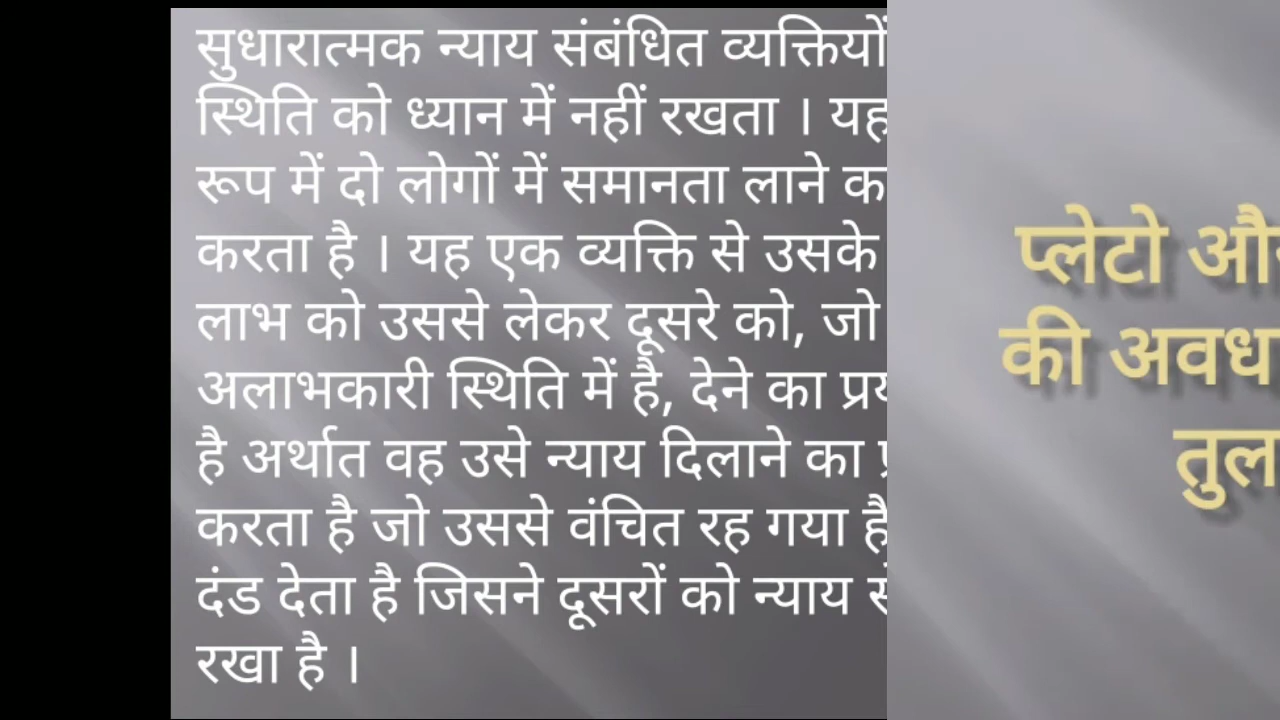 सुधारात्मक न्याय संबंधित व्यक्तियों
स्थिति को ध्यान में नहीं रखता । यह
रूप में दो लोगों में समानता लाने
करता है । यह एक व्यक्ति से उसके
लाभ को उससे लेकर दूसरे को, जो
अलाभकारी स्थिति में है, देने का
है अर्थात वह उसे न्याय दिलाने का
करता है जो उससे वंचित रह गया है
दंड देता है जिसने दूसरों को न्याय
रखा है ।
प्लेटो
की